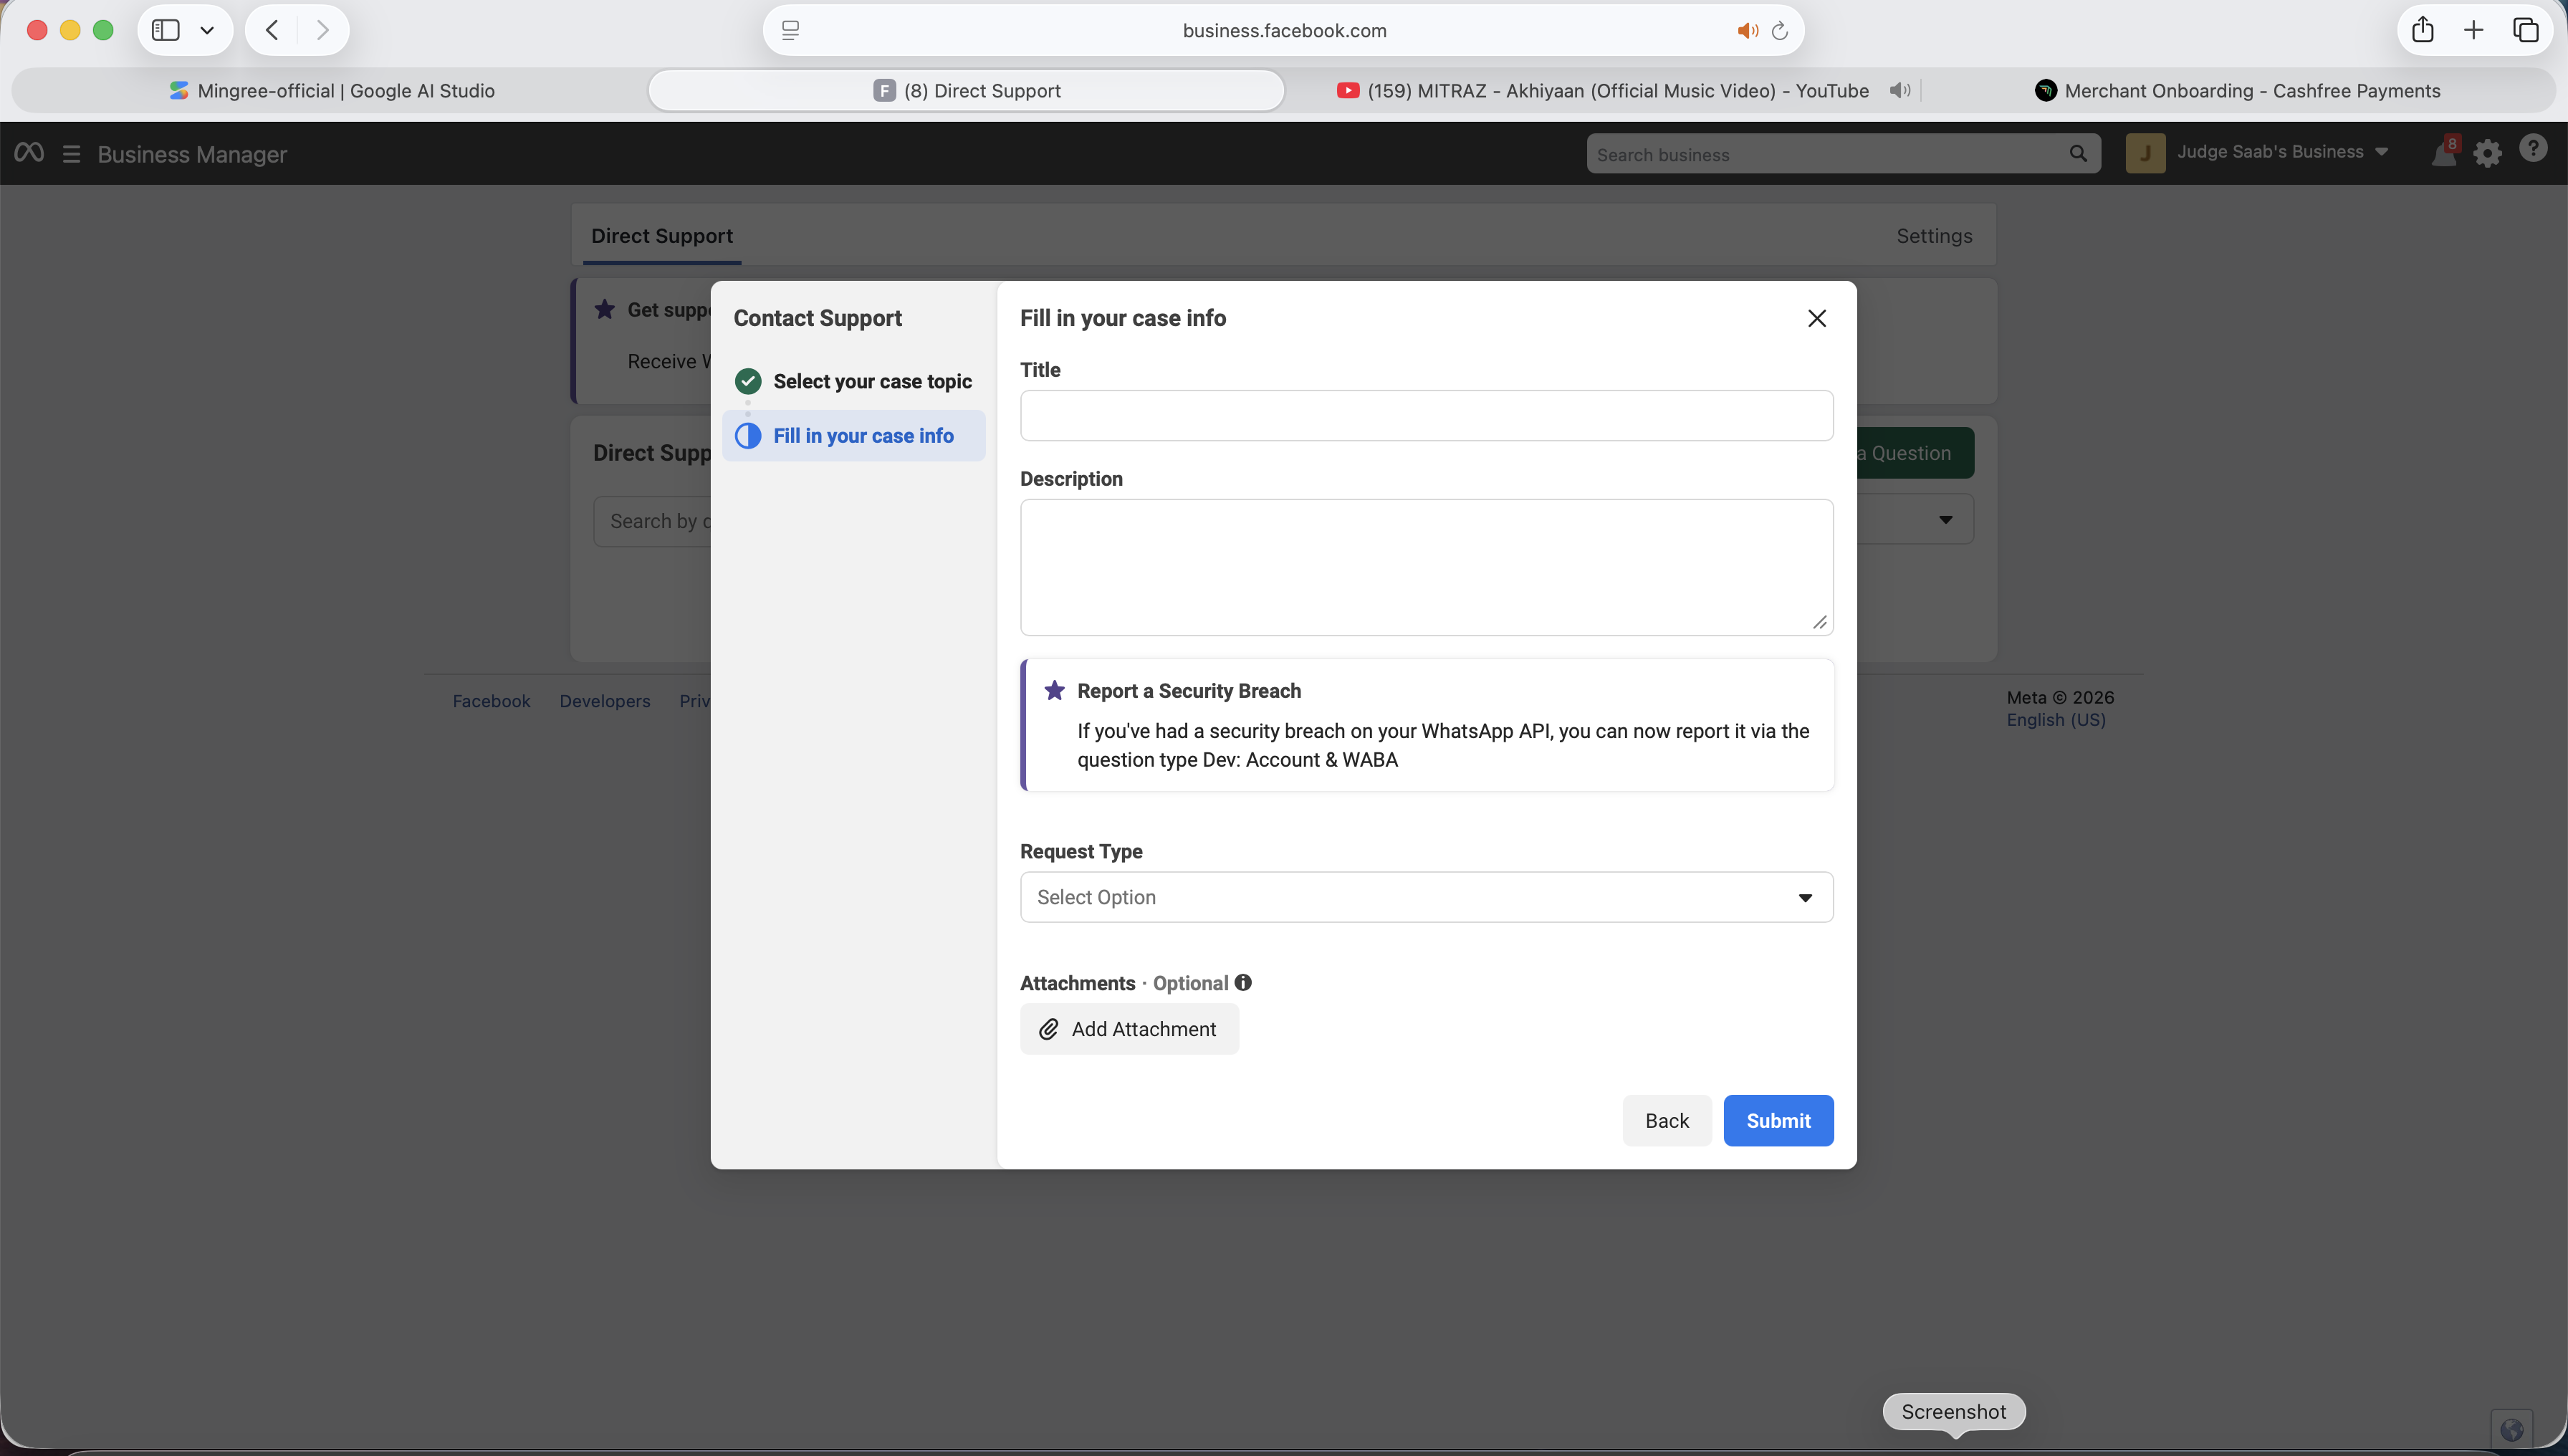 business.facebook.com
Mingree-official | Google AI Studio
F (8) Direct Support
(159) MITRAZ - Akhiyaan (Official Music Video) - YouTube
Merchant Onboarding - Cashfree Payments
Business Manager
Search business
J
Judge Saab's Business
8
Direct Support
Settings
Get supp
Receive W
Direct Supp
a Question
Search by c
Contact Support
Select your case topic
Fill in your case info
Fill in your case info
Title
Description
Report a Security Breach
If you've had a security breach on your WhatsApp API, you can now report it via the
question type Dev: Account & WABA
Request Type
Select Option
Attachments · Optional
Add Attachment
Back
Submit
Facebook
Developers
Priv
Meta © 2026
English (US)
Screenshot